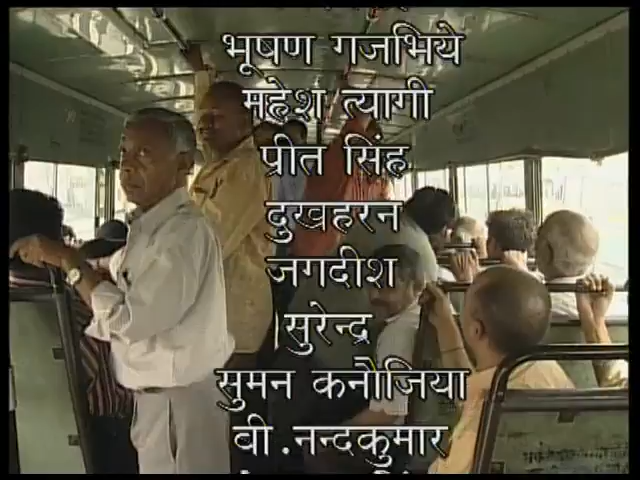 भूषण गजभिये
महेश त्यागी
प्रीत सिंह
दुखहरन
जगदीश
सुरेन्द्र
सुमन कनौजिया
वी .नन्दकुमार